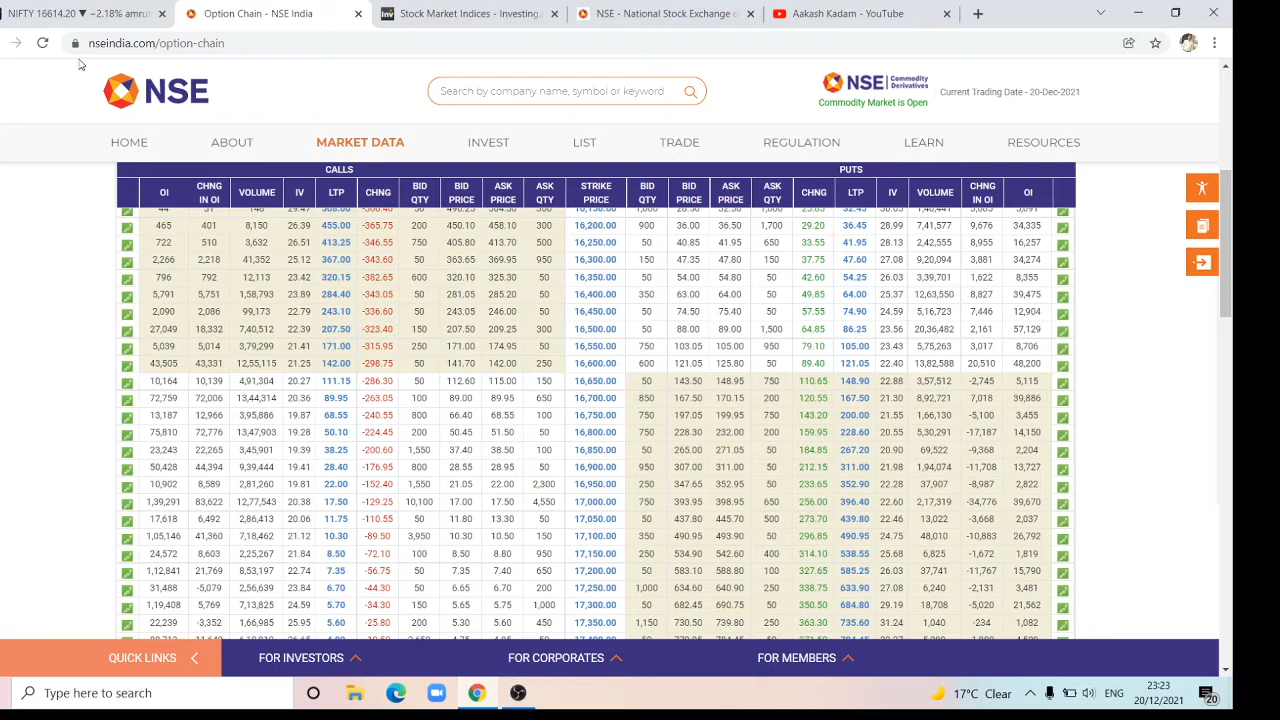 NIFTY 16614.20 ▼ −2.18% amrut
Option Chain - NSE India
Stock Market Indices - Investing.c
NSE - National Stock Exchange o
Aakash Kadam - YouTube
nseindia.com/option-chain
NSE
Search by company name, symbol or keyword
NSE Commodity Derivatives
Commodity Market is Open
Current Trading Date - 20-Dec-2021
HOME ABOUT MARKET DATA INVEST LIST TRADE REGULATION LEARN RESOURCES
CALLS PUTS
OI CHNG IN OI VOLUME IV LTP CHNG BID QTY BID PRICE ASK PRICE ASK QTY STRIKE PRICE BID QTY BID PRICE ASK PRICE ASK QTY CHNG LTP IV VOLUME CHNG IN OI OI
465 401 8,150 26.39 455.00 -365.75 200 450.10 458.10 300 16,200.00 900 36.00 36.50 1,700 29.20 36.45 28.99 7,41,577 9,676 34,335
722 510 3,632 26.51 413.25 -346.55 750 405.80 413.70 300 16,250.00 50 40.85 41.95 650 33.55 41.95 28.13 2,42,555 8,955 16,257
2,266 2,218 41,352 25.12 367.00 -343.60 50 363.65 369.95 950 16,300.00 150 47.35 47.80 150 37.75 47.60 27.08 9,20,094 3,881 34,274
796 792 12,113 23.42 320.15 -382.65 600 320.10 323.00 50 16,350.00 50 54.00 54.80 50 42.60 54.25 26.03 3,39,701 1,622 8,355
5,791 5,751 1,58,793 23.89 284.40 -343.05 50 281.05 285.20 50 16,400.00 350 63.00 64.00 50 49.85 64.00 25.37 12,63,550 8,827 39,475
2,090 2,086 99,173 22.79 243.10 -336.60 50 243.05 246.00 50 16,450.00 50 74.50 75.40 50 57.55 74.90 24.59 5,16,725 7,446 12,904
27,049 18,332 7,40,512 22.39 207.50 -323.40 150 207.50 209.25 300 16,500.00 50 88.00 89.00 1,500 64.85 86.25 23.56 20,36,482 2,161 57,129
5,039 5,014 3,79,299 21.41 171.00 -315.95 250 171.00 174.95 50 16,550.00 750 103.05 105.00 950 79.10 105.00 23.24 5,75,263 3,017 8,706
43,505 43,331 12,55,115 21.25 142.00 -298.75 50 141.70 142.00 250 16,600.00 600 121.05 125.80 50 89.40 121.05 22.40 13,82,588 20,510 48,200
10,164 10,139 4,91,304 20.27 111.15 -286.30 50 112.60 115.00 150 16,650.00 50 143.50 148.95 750 110.65 148.90 22.88 3,57,512 -2,745 5,115
72,759 72,006 13,44,314 20.36 89.95 -263.05 100 89.00 89.95 650 16,700.00 850 167.50 170.15 200 120.55 167.50 21.30 8,92,721 7,018 39,886
13,187 12,966 3,95,886 19.87 68.55 -240.55 800 66.40 68.55 100 16,750.00 750 197.05 199.95 750 143.20 200.00 21.55 1,66,130 -5,100 3,455
75,810 72,776 13,47,903 19.28 50.10 -224.45 200 50.45 51.50 50 16,800.00 750 228.30 232.00 200 159.95 228.60 20.71 5,30,291 -17,187 14,150
23,243 22,265 3,45,901 19.39 38.25 -200.60 1,550 37.40 38.50 100 16,850.00 50 265.00 271.05 50 184.85 267.20 20.61 69,522 -9,368 2,204
50,428 44,394 9,39,414 19.41 28.40 -176.95 800 28.55 28.95 50 16,900.00 950 307.00 311.00 50 212.15 311.00 21.98 1,94,074 -11,708 13,727
10,902 8,589 2,81,260 19.81 22.00 -152.40 1,550 21.05 22.00 2,300 16,950.00 50 347.65 352.95 50 233.65 352.90 22.58 37,907 -8,987 2,822
1,39,291 83,622 12,77,543 20.38 17.50 -129.25 10,100 17.00 17.50 4,550 17,000.00 750 393.95 398.95 650 256.00 396.40 22.60 2,17,319 -34,776 39,670
17,618 6,492 2,86,413 20.06 11.75 -110.55 50 11.80 13.30 50 17,050.00 50 437.80 445.70 500 273.70 439.80 22.46 13,022 -3,668 2,037
1,05,146 41,360 7,18,462 21.12 10.30 -89.50 3,950 10.30 10.50 150 17,100.00 350 490.95 493.90 50 296.85 490.95 24.75 48,010 -10,883 26,792
24,572 8,603 2,25,267 21.84 8.50 -72.10 100 8.50 8.80 950 17,150.00 250 534.90 542.60 400 314.10 538.55 25.68 6,825 -1,672 1,819
1,12,841 21,769 8,53,197 22.74 7.35 -56.75 50 7.35 7.40 650 17,200.00 50 583.10 588.80 100 327.65 585.25 26.03 37,741 -11,767 15,790
31,488 -5,079 2,56,639 23.84 6.70 -44.30 50 6.65 6.70 200 17,250.00 1,000 634.60 640.90 250 338.75 633.90 27.08 6,240 -2,131 3,481
1,19,408 5,769 7,13,825 24.59 5.70 -34.30 150 5.65 5.75 1,000 17,300.00 50 682.45 690.75 50 350.50 684.80 29.19 18,708 -5,020 21,562
22,239 -3,352 1,66,985 25.95 5.60 -25.80 200 5.30 5.60 450 17,350.00 1,150 730.50 739.80 250 363.30 735.60 31.24 1,040 -234 1,082
QUICK LINKS FOR INVESTORS FOR CORPORATES FOR MEMBERS
Type here to search
17°C Clear
ENG
23:23
20/12/2021
20